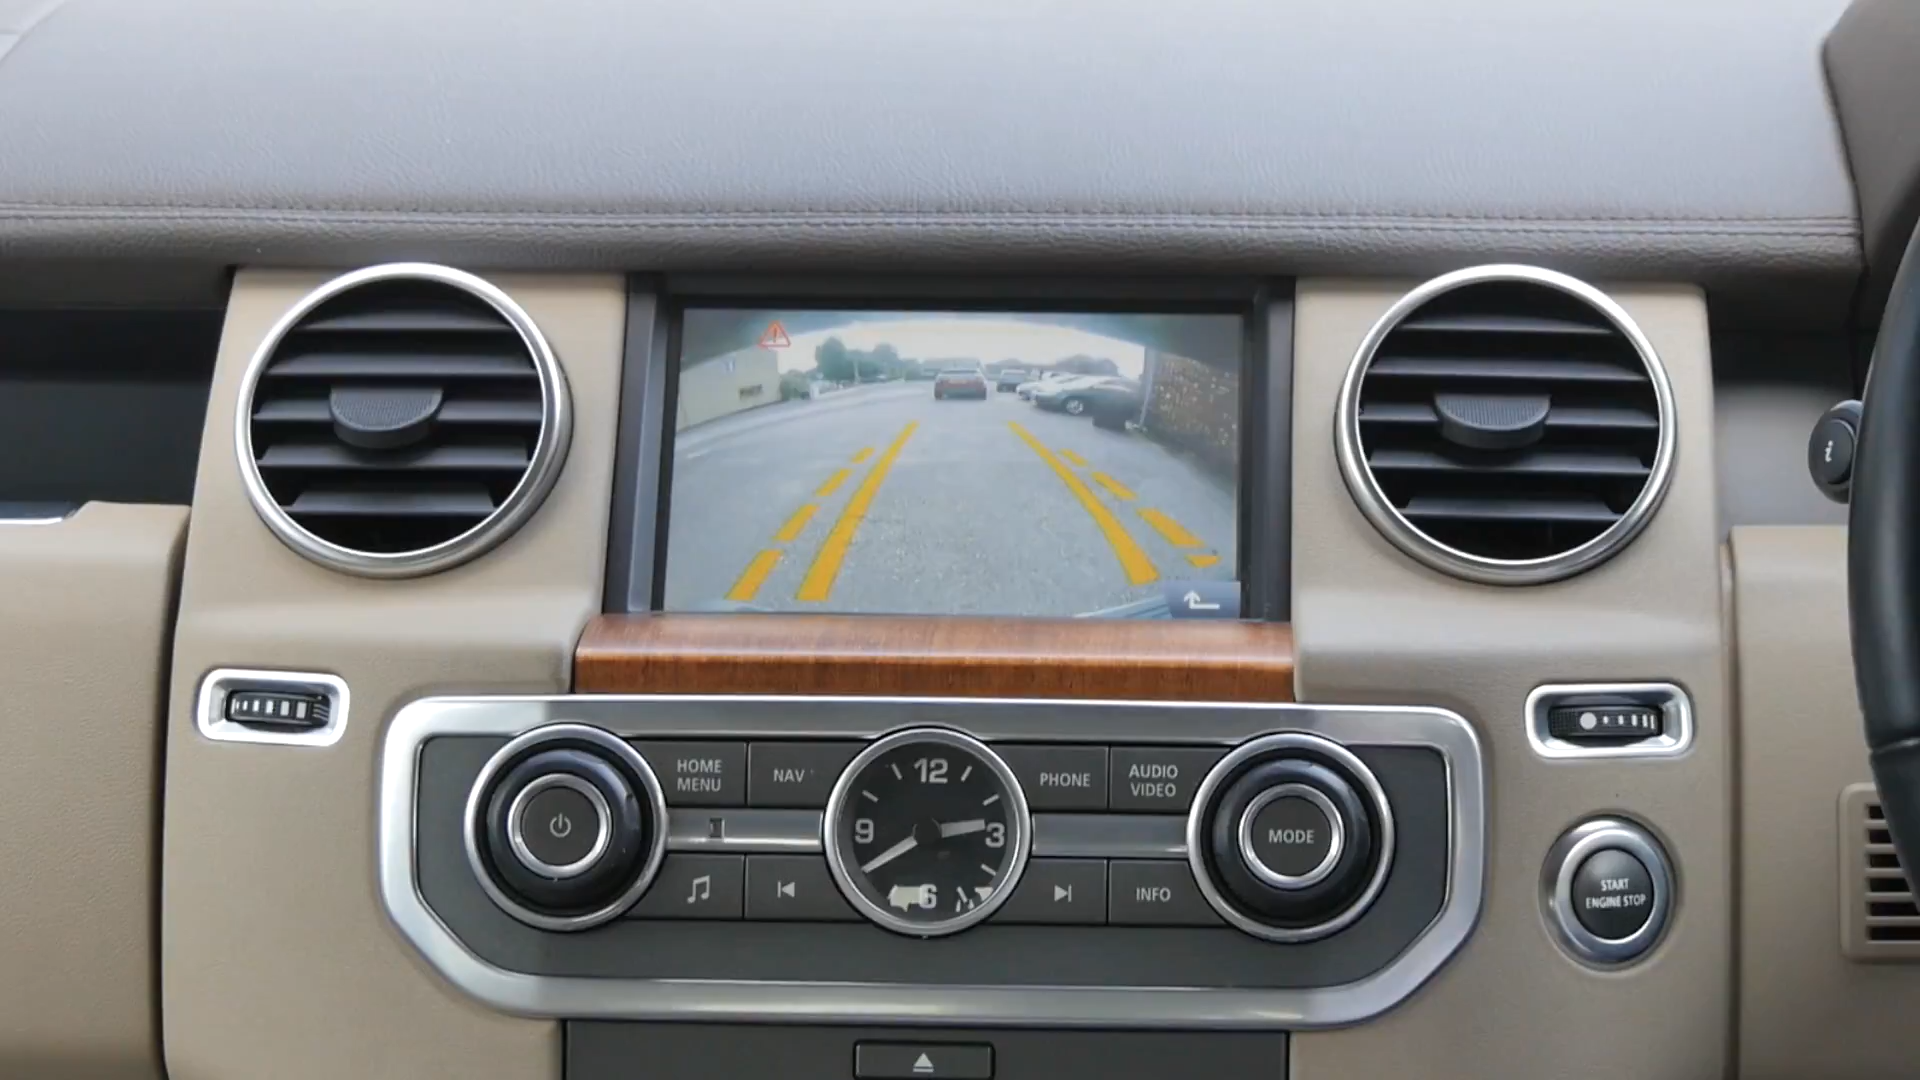 i
HOME
MENU
NAV
12
9
3
6
PHONE
AUDIO
VIDEO
MODE
INFO
START
ENGINE STOP